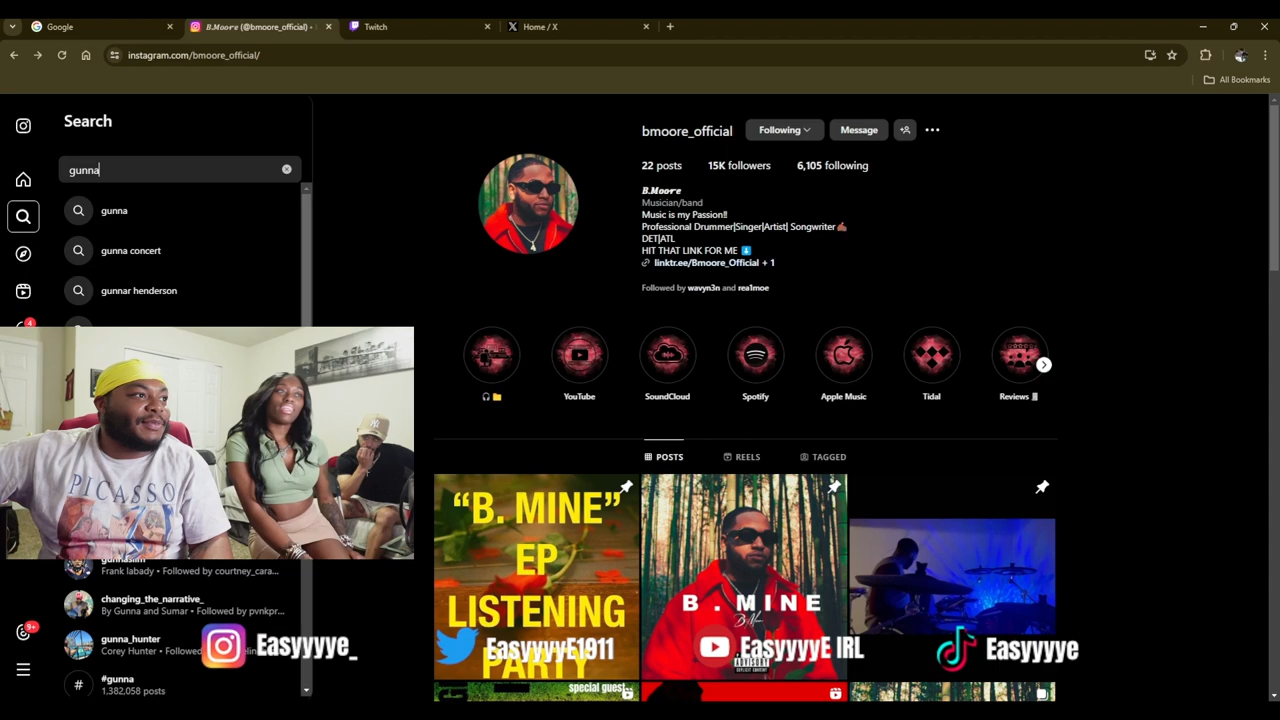 Google
B.Moore (@bmoore_official) •
Twitch
Home / X
instagram.com/bmoore_official/
All Bookmarks
Search
gunna
gunna
gunna concert
gunnar henderson
4
PICASSO
gunnaslim
Frank labady • Followed by courtney_cara...
changing_the_narrative_
By Gunna and Sumar • Followed by pvnkpr...
gunna_hunter
9+
#gunna
1,382,058 posts
bmoore_official
Following
Message
22 posts
15K followers
6,105 following
B.Moore
Musician/band
Music is my Passion‼
Professional Drummer|Singer|Artist| Songwriter✍🏾
DET|ATL
HIT THAT LINK FOR ME ⬇️
linktr.ee/Bmoore_Official + 1
Followed by wavyn3n and rea1moe
🎧📁
YouTube
SoundCloud
Spotify
Apple Music
Tidal
Reviews
POSTS
REELS
TAGGED
"B. MINE"
EP
LISTENING
PARTY
special guest
B . MINE
Easyyyye_
EasyyyyE1911
EasyyyyE IRL
Easyyyye